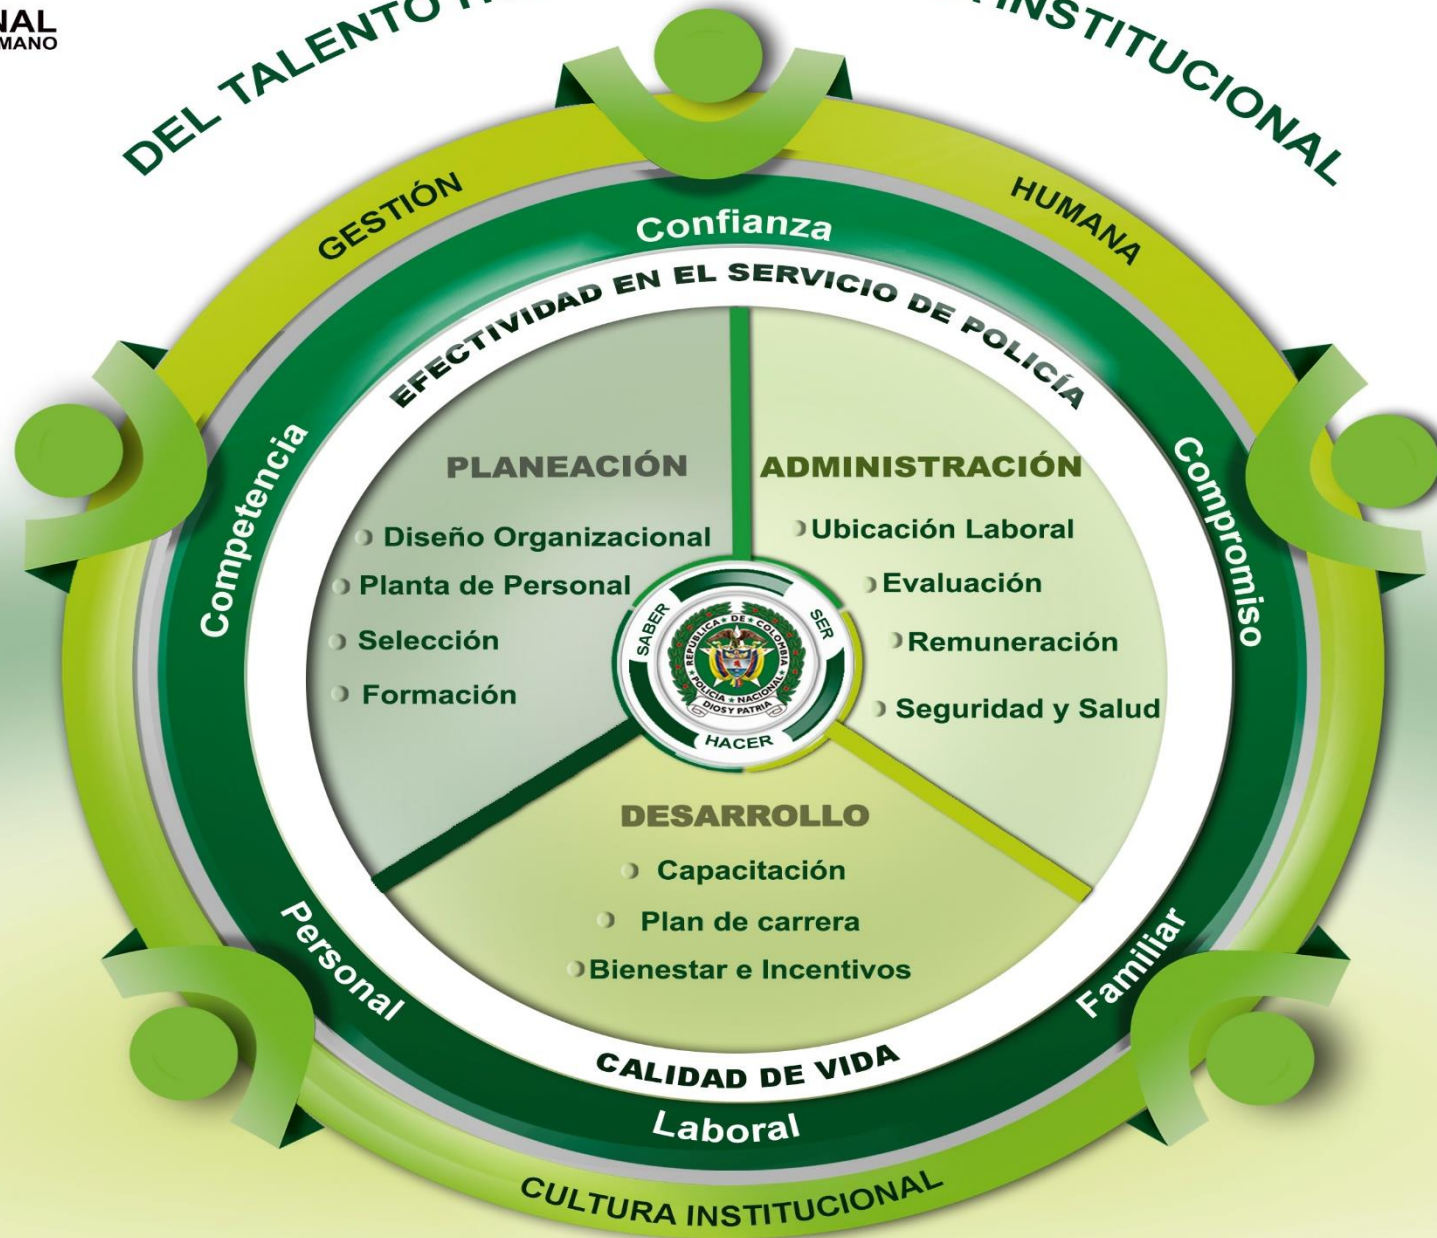 DEL TALENTO
INSTITUCIONAL
GESTIÓN
HUMANA
Confianza
EFECTIVIDAD EN EL SERVICIO DE POLICÍA
Competencia
Compromiso
PLANEACIÓN
Diseño Organizacional
Planta de Personal
Selección
Formación
ADMINISTRACIÓN
Ubicación Laboral
Evaluación
Remuneración
Seguridad y Salud
SABER
SER
HACER
REPUBLICA DE COLOMBIA
POLICIA NACIONAL
DIOS Y PATRIA
DESARROLLO
Capacitación
Plan de carrera
Bienestar e Incentivos
Personal
Familiar
CALIDAD DE VIDA
Laboral
CULTURA INSTITUCIONAL